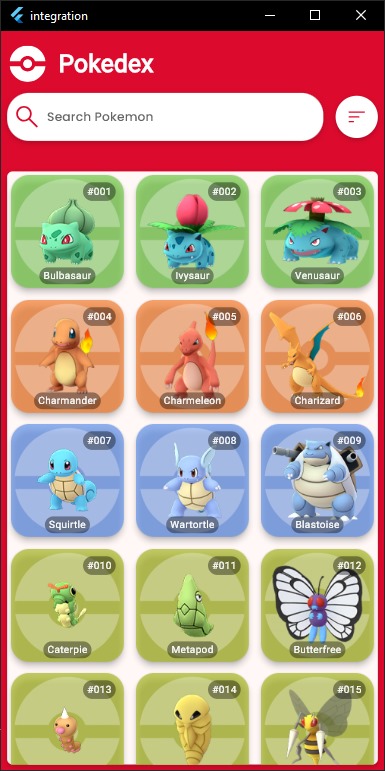 integration
Pokedex
Search Pokemon
#001
#002
#003
Bulbasaur
Ivysaur
Venusaur
#004
#005
#006
Charmander
Charmeleon
Charizard
#007
#008
#009
Squirtle
Wartortle
Blastoise
#010
#011
#012
Caterpie
Metapod
Butterfree
#013
#014
#015